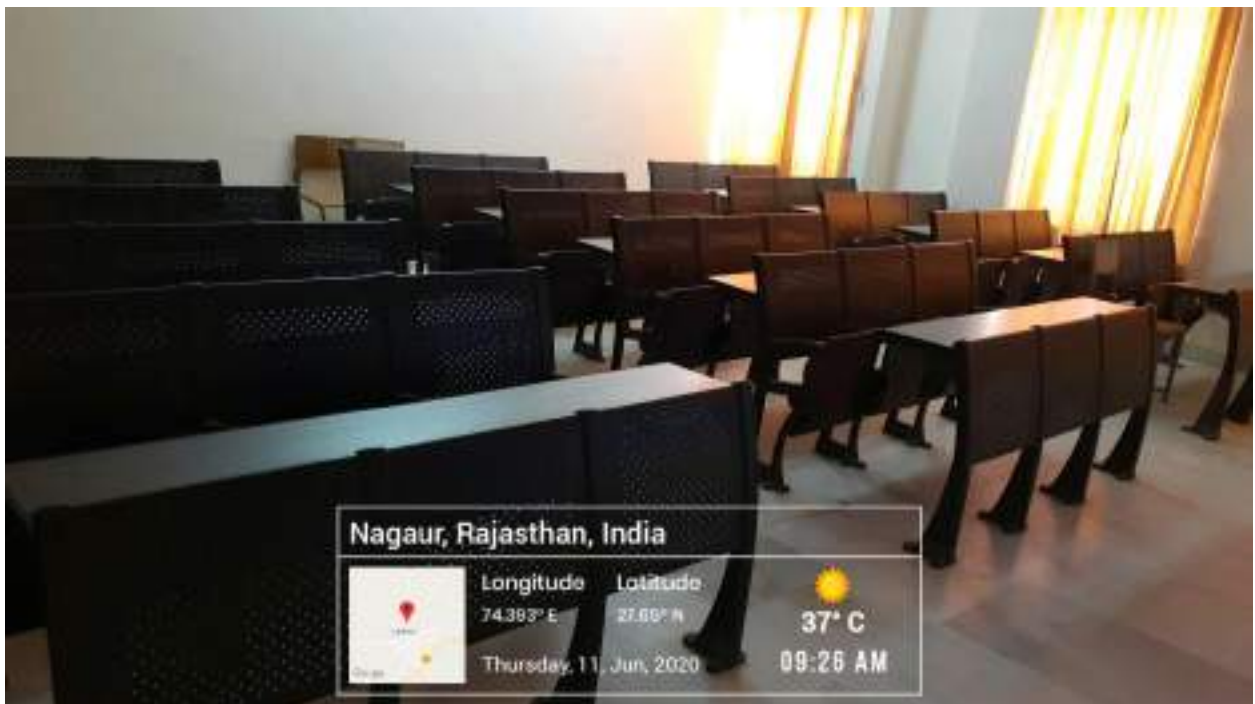 Nagaur, Rajasthan, India
Longitude Latitude
74.393° E 27.65° N
Thursday, 11, Jun, 2020
37° C
09:26 AM